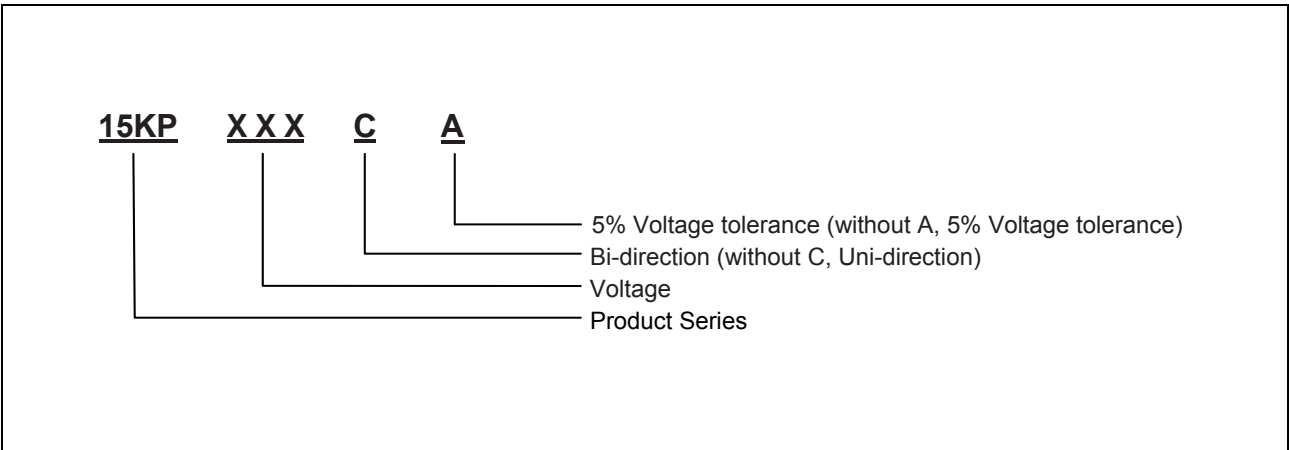 15KP X X X C A
5% Voltage tolerance (without A, 5% Voltage tolerance)
Bi-direction (without C, Uni-direction)
Voltage
Product Series